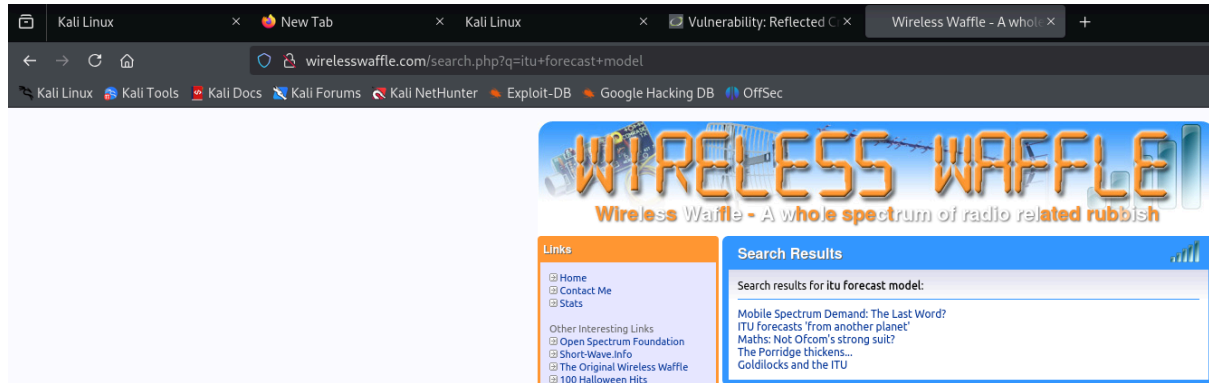 Kali Linux
New Tab
Kali Linux
Vulnerability: Reflected C
Wireless Waffle - A whole
wirelesswaffle.com/search.php?q=itu+forecast+model
Kali Linux Kali Tools Kali Docs Kali Forums Kali NetHunter Exploit-DB Google Hacking DB OffSec
WIRELESS WAFFLE
Wireless Waffle - A whole spectrum of radio related rubbish
Links
Home
Contact Me
Stats
Other Interesting Links
Open Spectrum Foundation
Short-Wave.Info
The Original Wireless Waffle
100 Halloween Hits
Search Results
Search results for itu forecast model:
Mobile Spectrum Demand: The Last Word?
ITU forecasts 'from another planet'
Maths: Not Ofcom's strong suit?
The Porridge thickens...
Goldilocks and the ITU